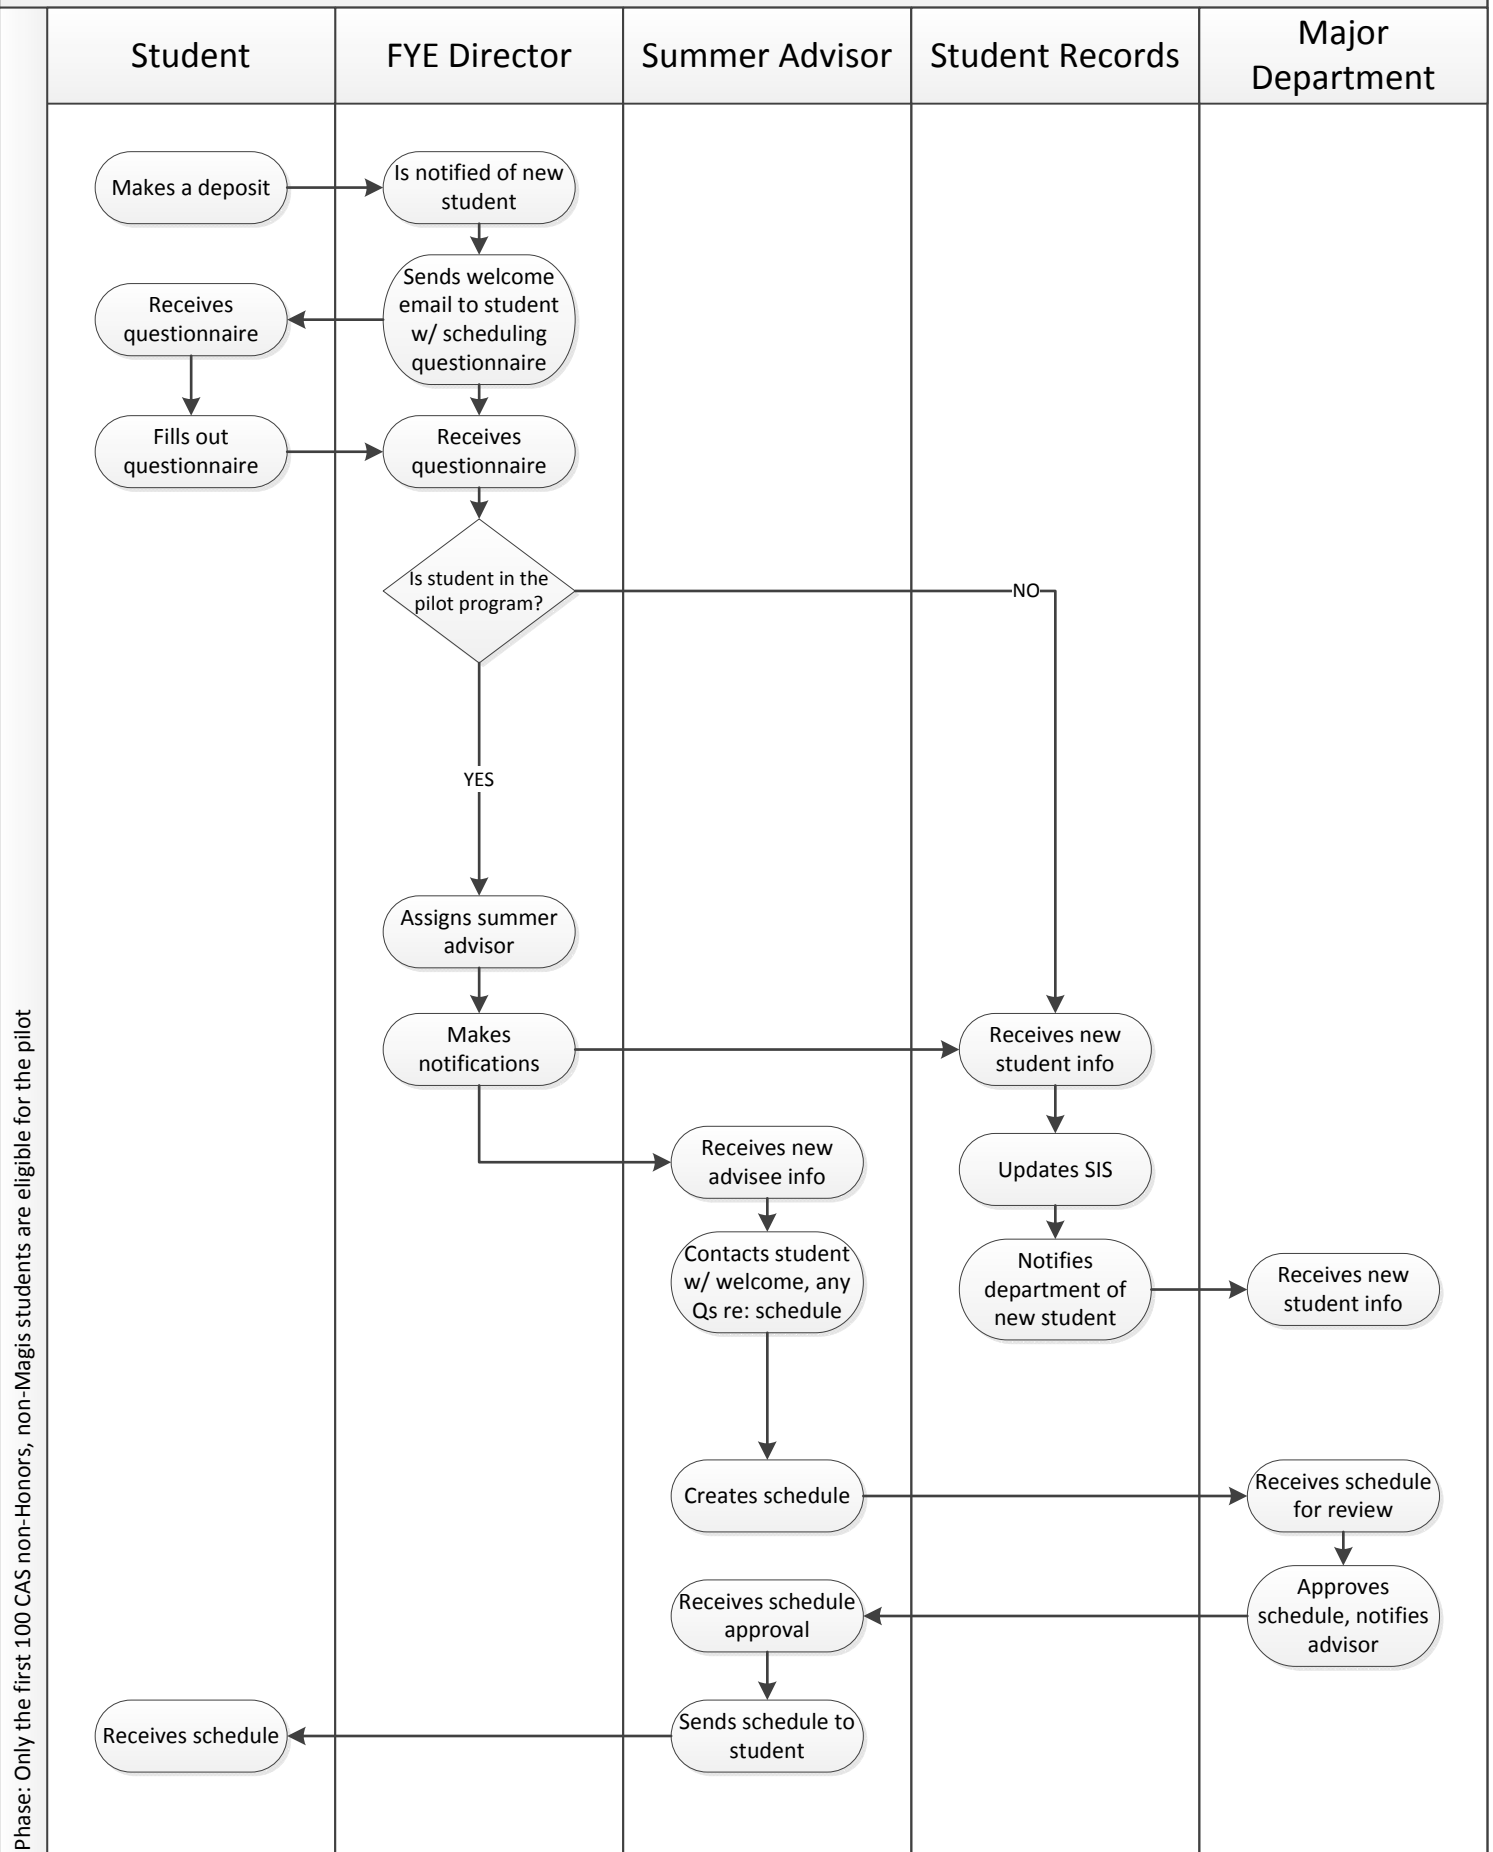 Student
FYE Director
Summer Advisor
Student Records
Major
Department
Makes a deposit
Is notified of new
student
Sends welcome
email to student
w/ scheduling
questionnaire
Receives
questionnaire
Fills out
questionnaire
Receives
questionnaire
Is student in the
pilot program?
NO
YES
Assigns summer
advisor
Makes
notifications
Receives new
student info
Receives new
advisee info
Updates SIS
Contacts student
w/ welcome, any
Qs re: schedule
Notifies
department of
new student
Receives new
student info
Creates schedule
Receives schedule
for review
Approves
schedule, notifies
advisor
Receives schedule
approval
Sends schedule to
student
Receives schedule
Phase: Only the first 100 CAS non-Honors, non-Magis students are eligible for the pilot